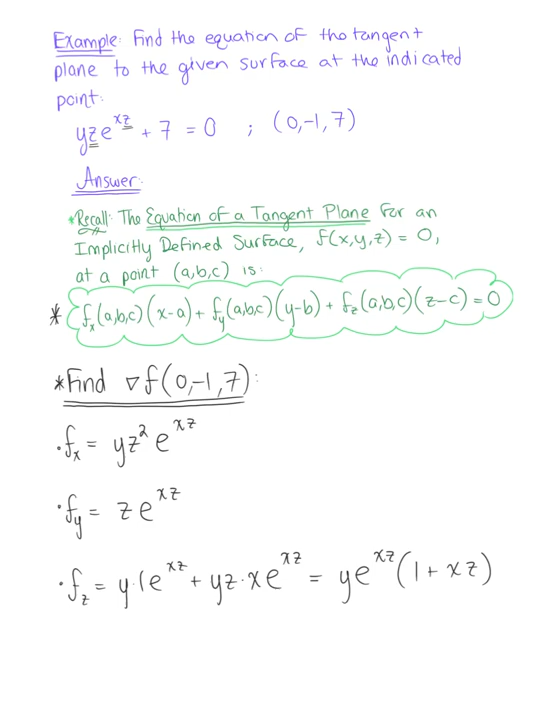 Example: Find the equation of the tangent
plane to the given surface at the indicated
point:
yze^{xz} + 7 = 0 ; (0,-1,7)
Answer:
*Recall: The Equation of a Tangent Plane for an
Implicitly Defined Surface, f(x,y,z) = 0,
at a point (a,b,c) is:
* f_x(a,b,c)(x-a) + f_y(a,b,c)(y-b) + f_z(a,b,c)(z-c) = 0
*Find ∇f(0,-1,7):
· f_x = yz²e^{xz}
· f_y = ze^{xz}
· f_z = y·1e^{xz} + yz·xe^{xz} = ye^{xz}(1+xz)